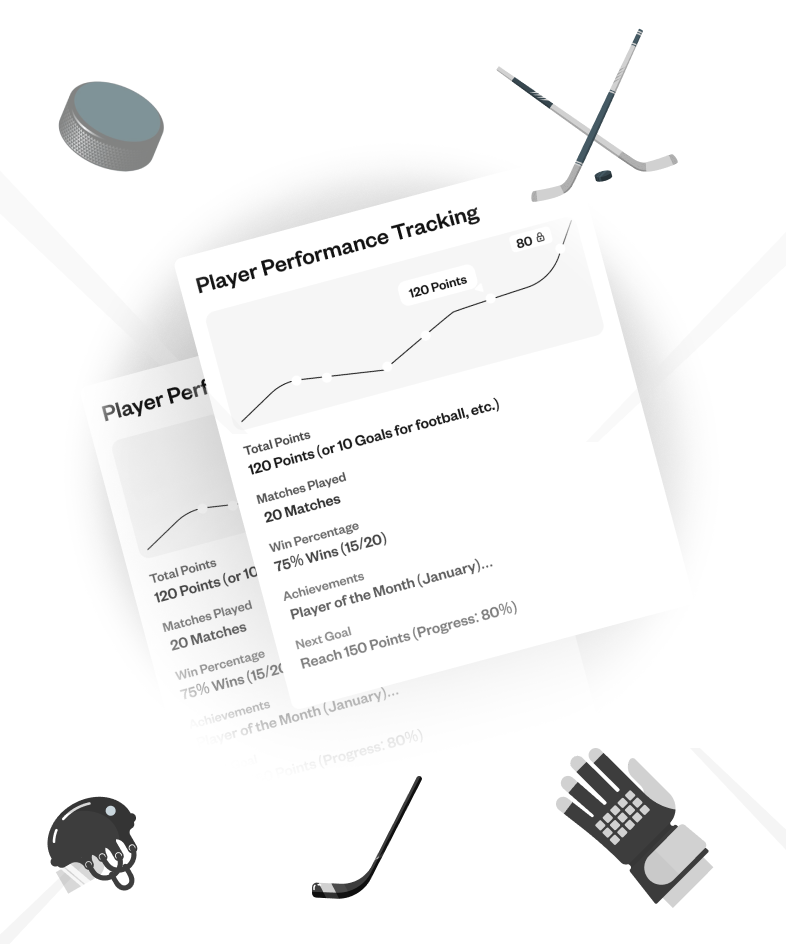 Player Performance Tracking
80
120 Points
Total Points
120 Points (or 10 Goals for football, etc.)
Matches Played
20 Matches
Win Percentage
75% Wins (15/20)
Achievements
Player of the Month (January)...
Next Goal
Reach 150 Points (Progress: 80%)
Player Perf
Total Points
120 Points (or 10
Matches Played
20 Matches
Win Percentage
75% Wins (15/20
Achievements
Player of the Month (January)...
Points (Progress: 80%)